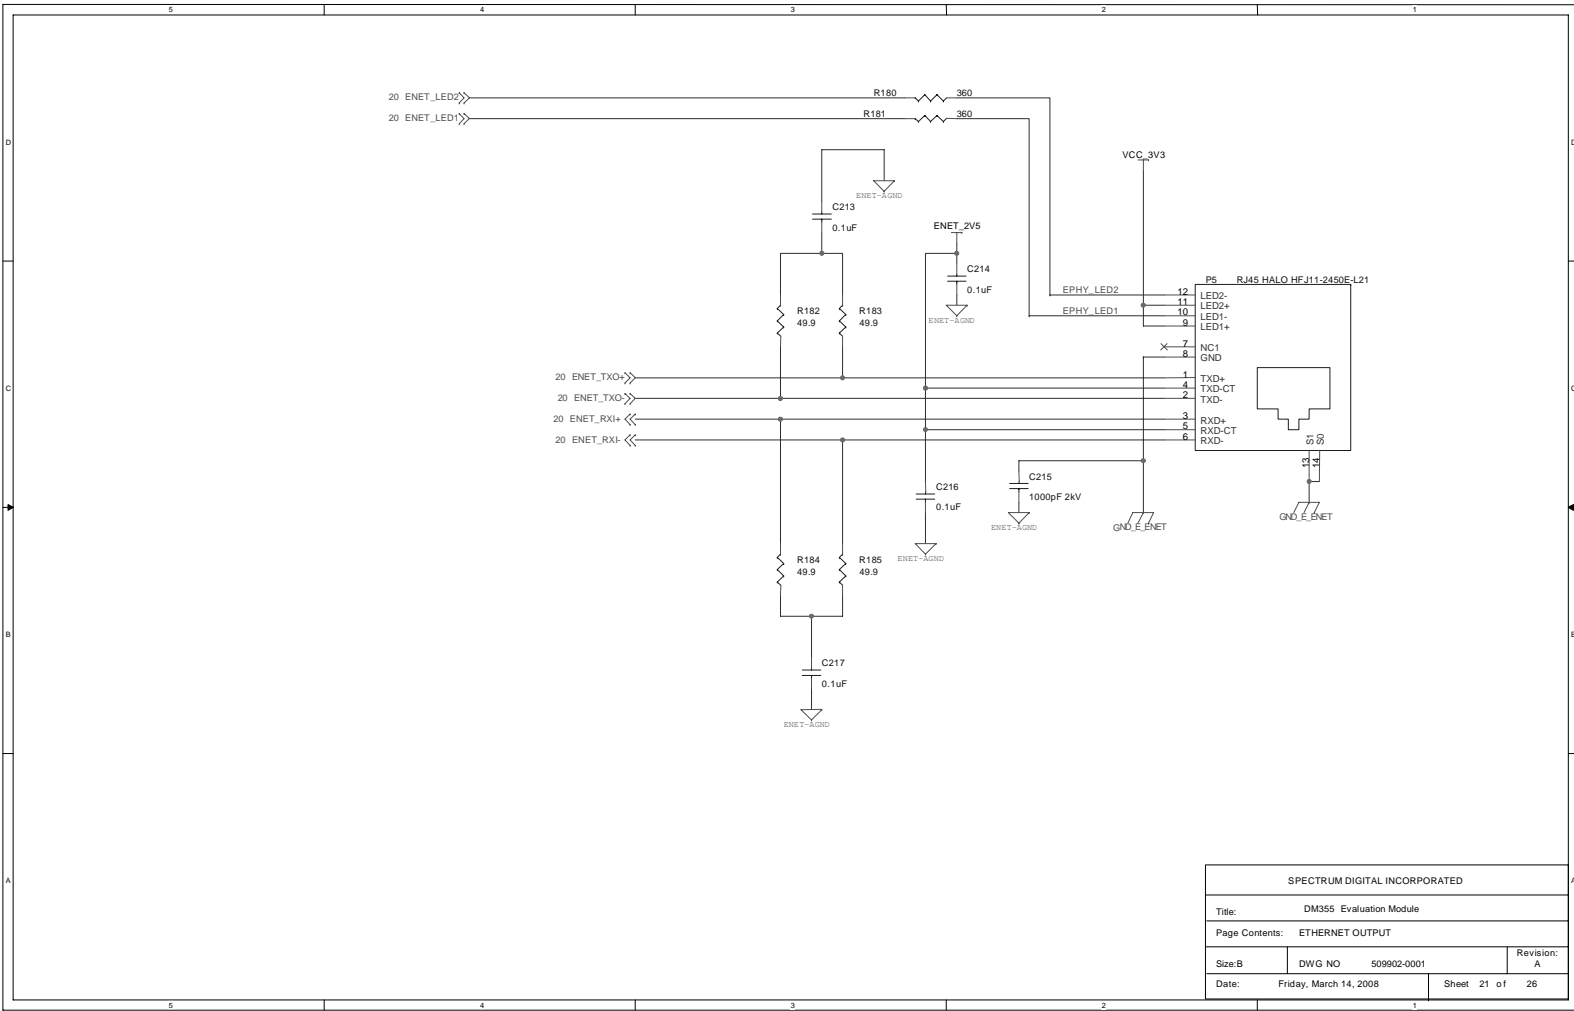 5 4 3 2 1
20 ENET_LED2 R180 360
20 ENET_LED1 R181 360
D D
VCC_3V3
ENET-AGND
C213
0.1uF
ENET_2V5
C214
0.1uF
P5 RJ45 HALO HFJ11-2450E-L21
EPHY_LED2 12 LED2-
11 LED2+
EPHY_LED1 10 LED1-
9 LED1+
R182
49.9
R183
49.9
ENET-AGND
7 NC1
8 GND
20 ENET_TXO+ 1 TXD+
4 TXD-CT
20 ENET_TXO- 2 TXD-
C C
20 ENET_RXI+ 3 RXD+
5 RXD-CT
20 ENET_RXI- 6 RXD-
S1 S0
13 14
C216
0.1uF
C215
1000pF 2kV
ENET-AGND
GND_E_ENET
GND_E_ENET
ENET-AGND
R184
49.9
R185
49.9
B B
C217
0.1uF
ENET-AGND
A A
SPECTRUM DIGITAL INCORPORATED
Title: DM355 Evaluation Module
Page Contents: ETHERNET OUTPUT
Size:B DWG NO 509902-0001 Revision: A
Date: Friday, March 14, 2008 Sheet 21 of 26
5 4 3 2 1